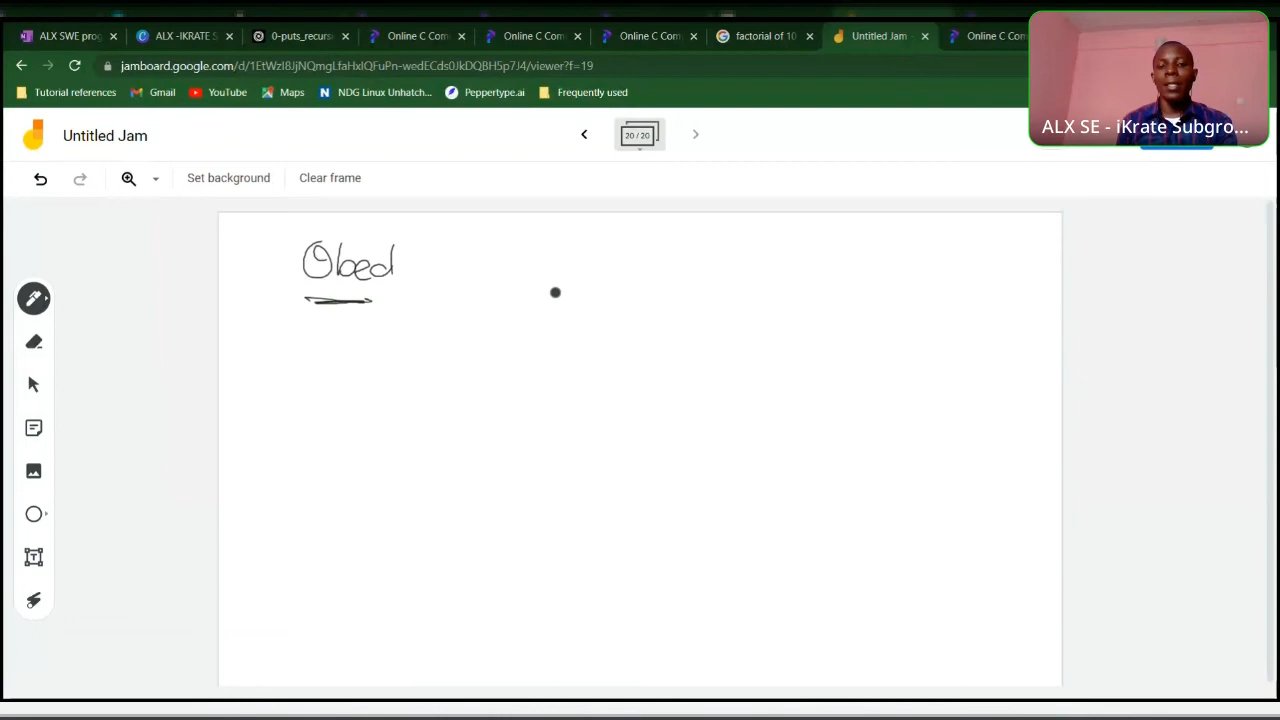 ALX SWE prog
ALX -IKRATE S
0-puts_recurs
Online C Com
Online C Com
Online C Com
factorial of 10
Untitled Jam
Online C Com
jamboard.google.com/d/1EtWzI8JjNQmgLfaHxIQFuPn-wedECds0JkDQBH5p7J4/viewer?f=19
Tutorial references
Gmail
YouTube
Maps
NDG Linux Unhatch...
Peppertype.ai
Frequently used
ALX SE - iKrate Subgro...
Untitled Jam
20 / 20
Set background
Clear frame
Obed